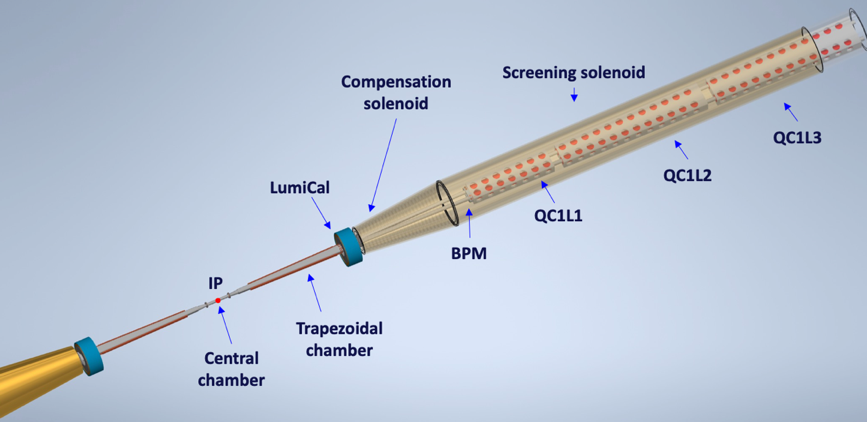 Compensation
solenoid
Screening solenoid
QC1L3
QC1L2
LumiCal
QC1L1
BPM
IP
Trapezoidal
chamber
Central
chamber